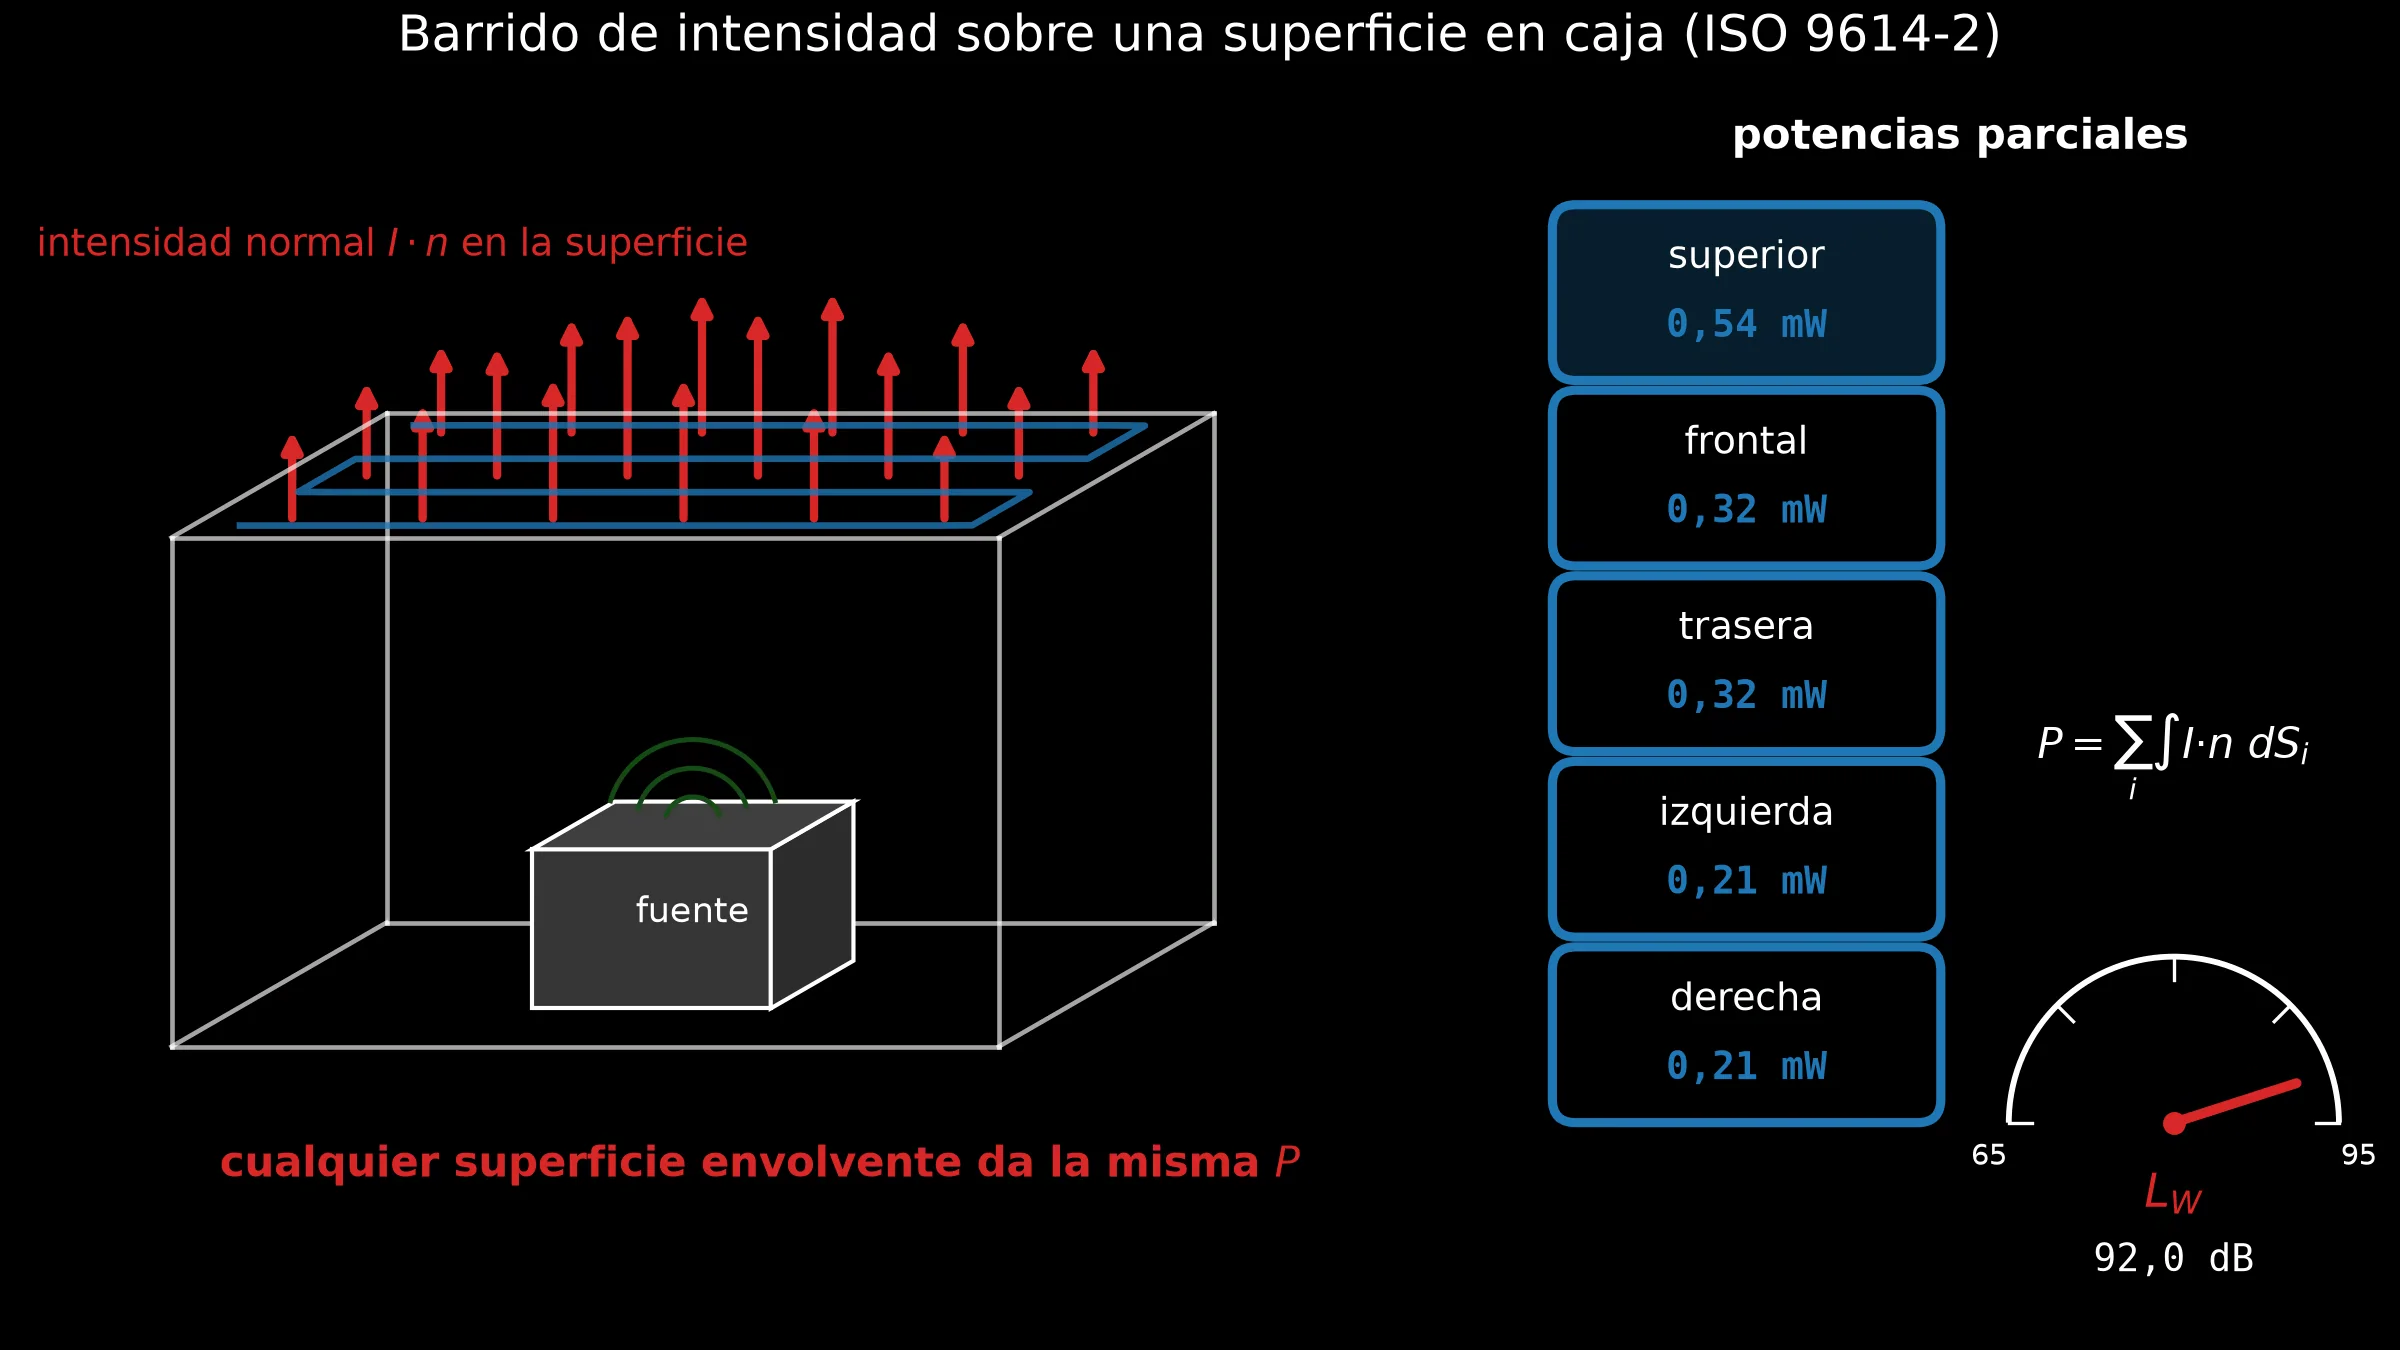 Barrido de intensidad sobre una superficie en caja (ISO 9614-2)
potencias parciales
intensidad normal I · n en la superficie
superior
0,54 mW
frontal
0,32 mW
trasera
0,32 mW
izquierda
0,21 mW
derecha
0,21 mW
P = ∑∫ I·n dSᵢ
i
fuente
65
95
L_W
92,0 dB
cualquier superficie envolvente da la misma P